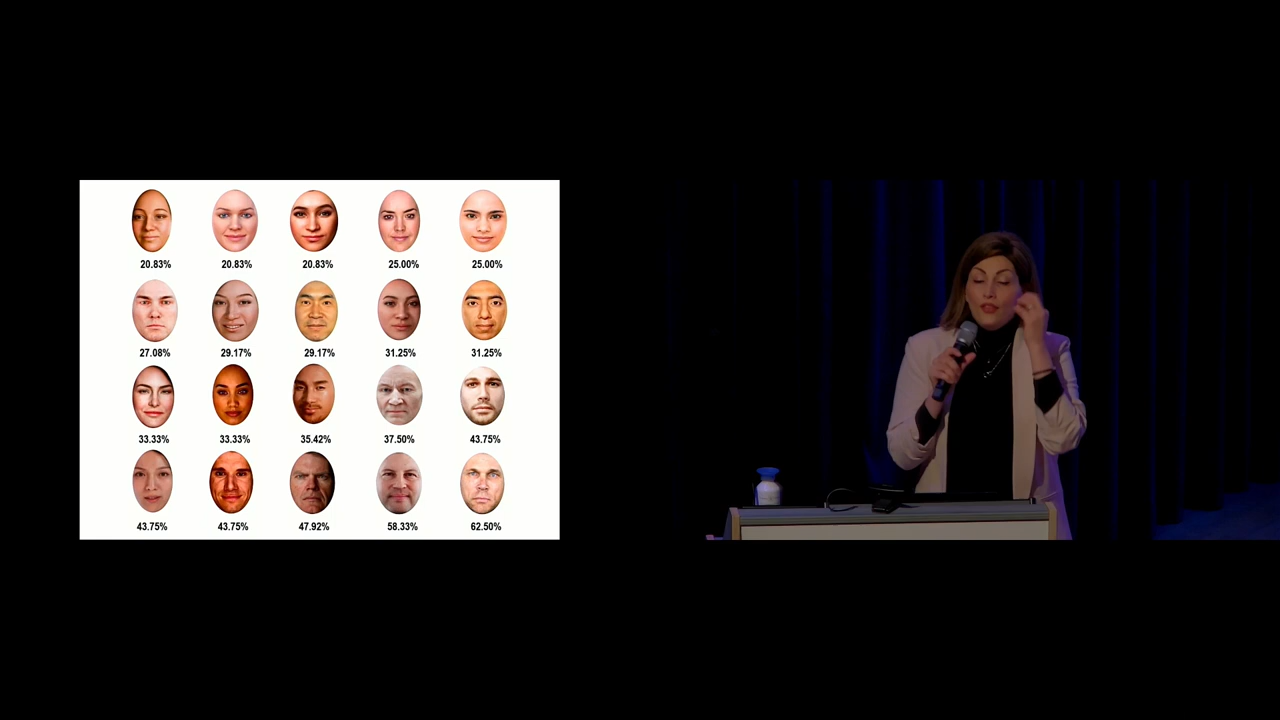 20.83% 20.83% 20.83% 25.00% 25.00%
27.08% 29.17% 29.17% 31.25% 31.25%
33.33% 33.33% 35.42% 37.50% 43.75%
43.75% 43.75% 47.92% 58.33% 62.50%